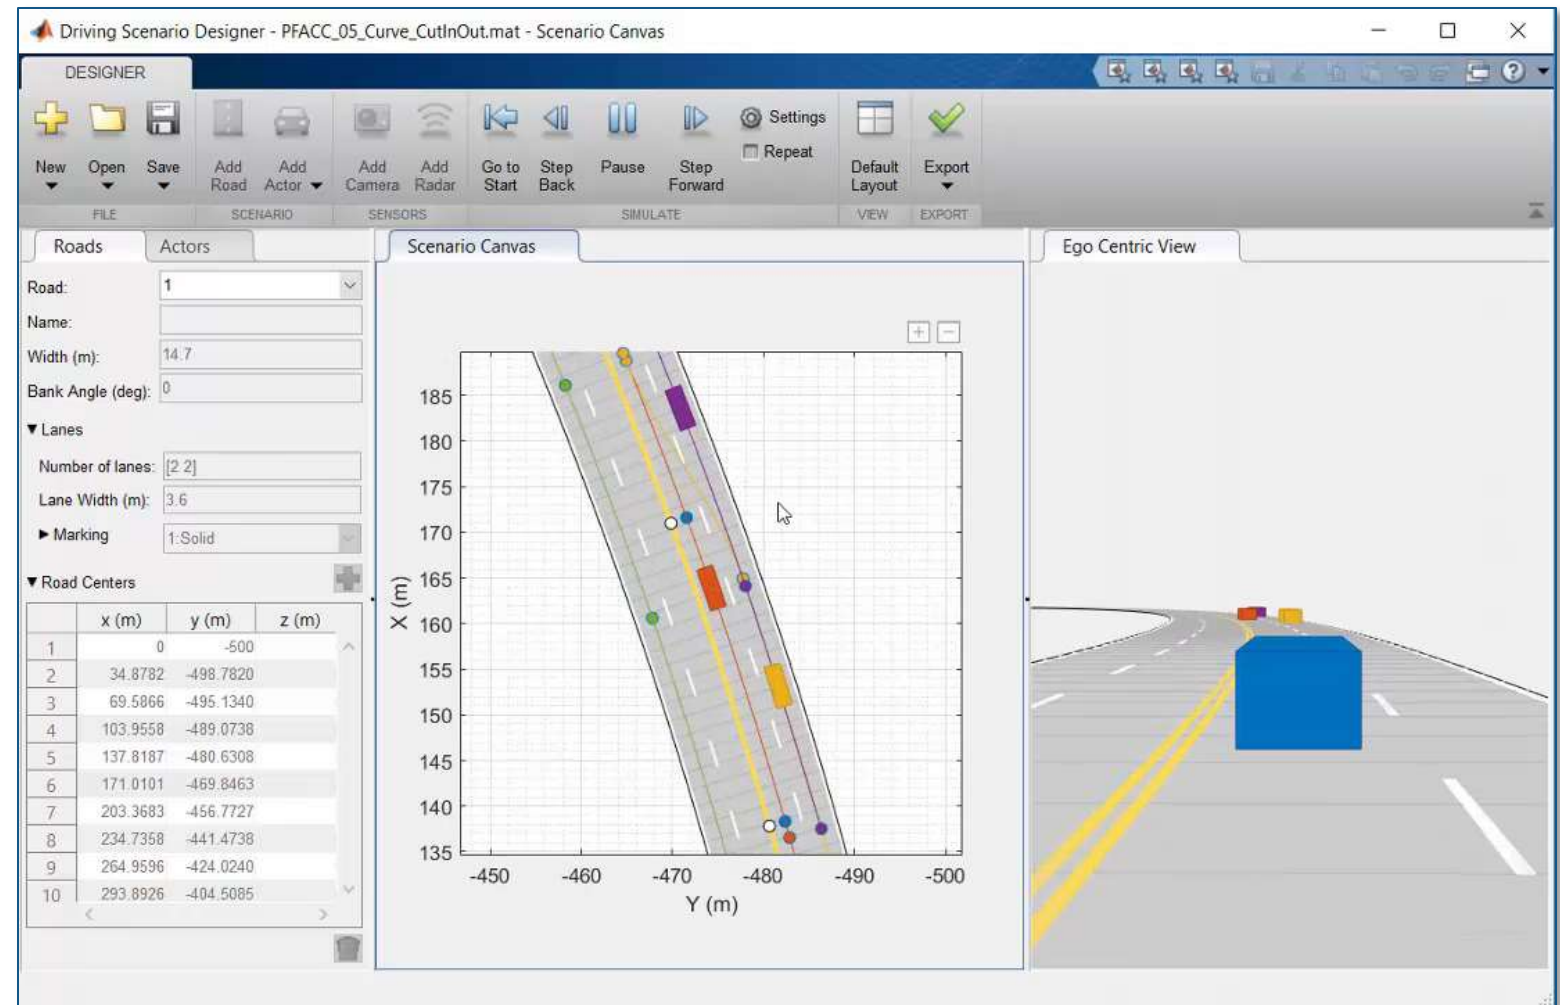 Driving Scenario Designer - PFACC_05_Curve_CutInOut.mat - Scenario Canvas
DESIGNER
New
Open
Save
Add Road
Add Actor
Add Camera
Add Radar
Go to Start
Step Back
Pause
Step Forward
Settings
Repeat
Default Layout
Export
FILE
SCENARIO
SENSORS
SIMULATE
VIEW
EXPORT
Roads
Actors
Road: 1
Name:
Width (m): 14.7
Bank Angle (deg): 0
Lanes
Number of lanes: [2 2]
Lane Width (m): 3.6
Marking 1:Solid
Road Centers
x (m) y (m) z (m)
1 0 -500
2 34.8782 -498.7820
3 69.5866 -495.1340
4 103.9558 -489.0738
5 137.8187 -480.6308
6 171.0101 -469.8463
7 203.3683 -456.7727
8 234.7358 -441.4738
9 264.9596 -424.0240
10 293.8926 -404.5085
Scenario Canvas
185
180
175
170
165
160
155
150
145
140
135
X (m)
-450 -460 -470 -480 -490 -500
Y (m)
Ego Centric View